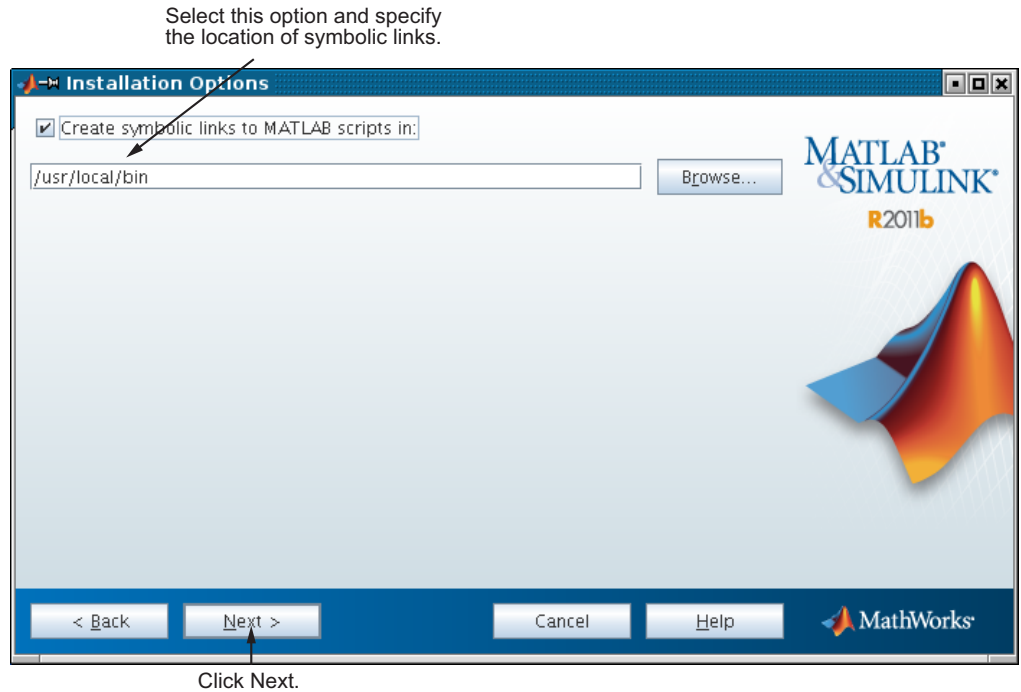 Select this option and specify
the location of symbolic links.
Installation Options
Create symbolic links to MATLAB scripts in:
/usr/local/bin
Browse...
MATLAB®
&SIMULINK®
R2011b
< Back
Next >
Cancel
Help
MathWorks®
Click Next.